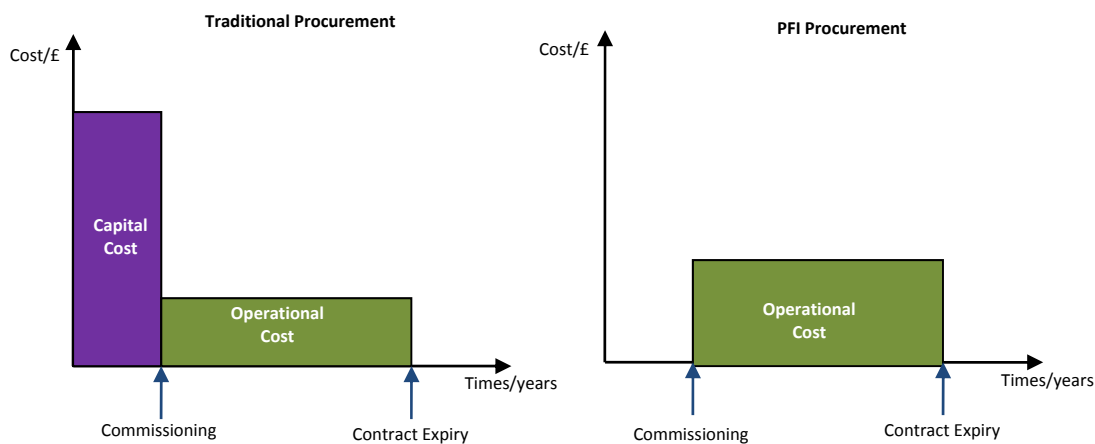 Traditional Procurement
Cost/£
Capital
Cost
Operational
Cost
Times/years
Commissioning
Contract Expiry
PFI Procurement
Cost/£
Operational
Cost
Times/years
Commissioning
Contract Expiry